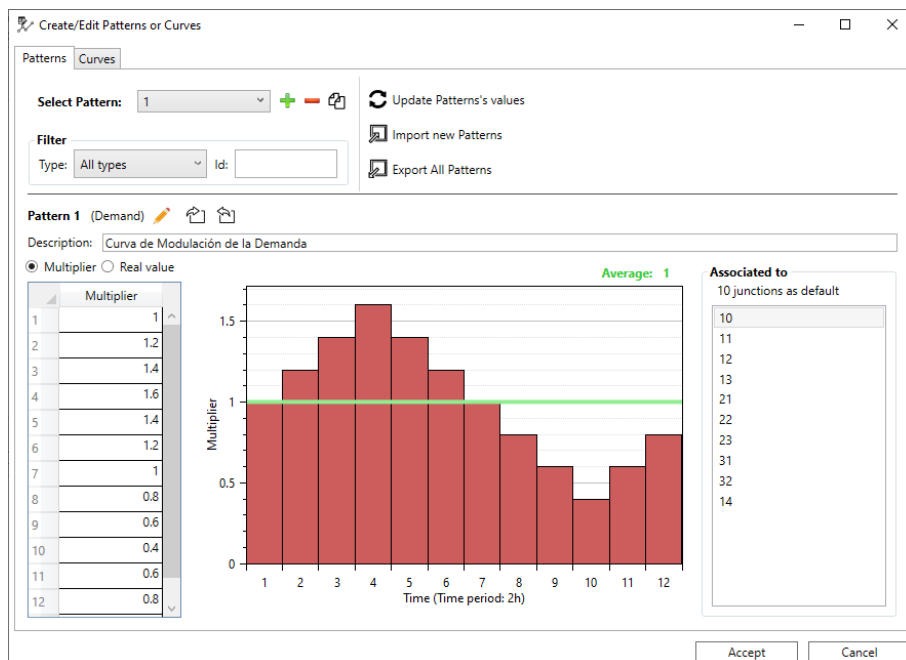 Create/Edit Patterns or Curves
Patterns Curves
Select Pattern: 1
Update Patterns's values
Filter
Import new Patterns
Type: All types Id:
Export All Patterns
Pattern 1 (Demand)
Description: Curva de Modulación de la Demanda
Multiplier Real value
Average: 1
Associated to
10 junctions as default
Multiplier
1 1
2 1.2
3 1.4
4 1.6
5 1.4
6 1.2
7 1
8 0.8
9 0.6
10 0.4
11 0.6
12 0.8
Multiplier
1.5
1
0.5
0
1 2 3 4 5 6 7 8 9 10 11 12
Time (Time period: 2h)
10
11
12
13
21
22
23
31
32
14
Accept Cancel